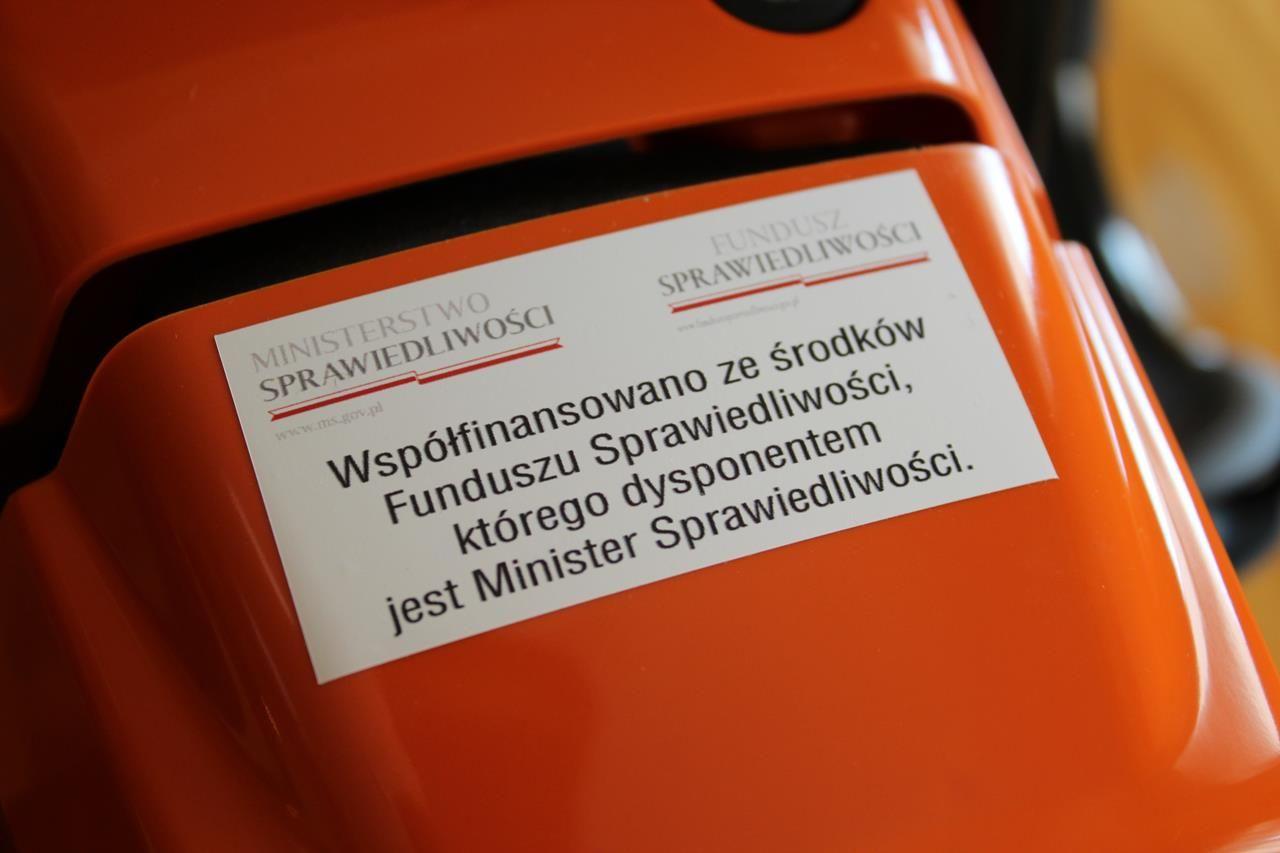 MINISTERSTWO
SPRAWIEDLIWOŚCI
www.ms.gov.pl
FUNDUSZ
SPRAWIEDLIWOŚCI
Współfinansowano ze środków
Funduszu Sprawiedliwości,
którego dysponentem
jest Minister Sprawiedliwości.